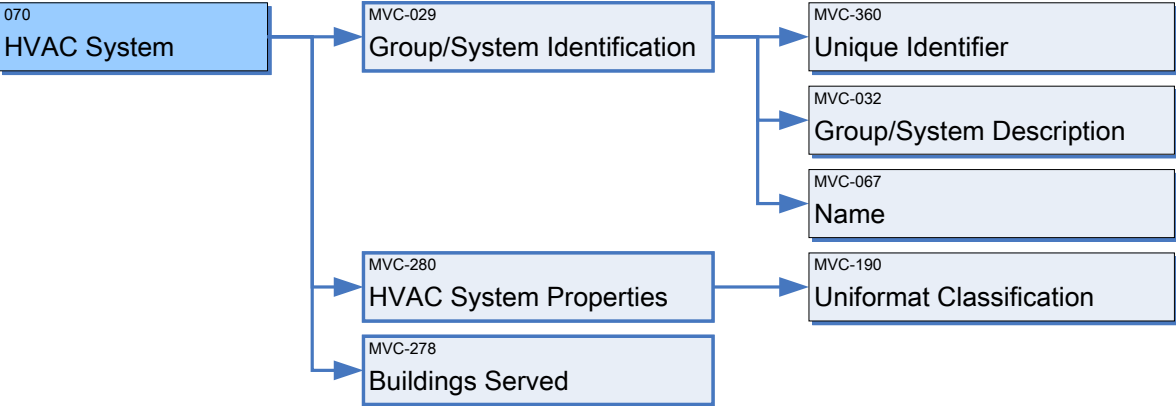 070
HVAC System
MVC-029
Group/System Identification
MVC-360
Unique Identifier
MVC-032
Group/System Description
MVC-067
Name
MVC-280
HVAC System Properties
MVC-190
Uniformat Classification
MVC-278
Buildings Served